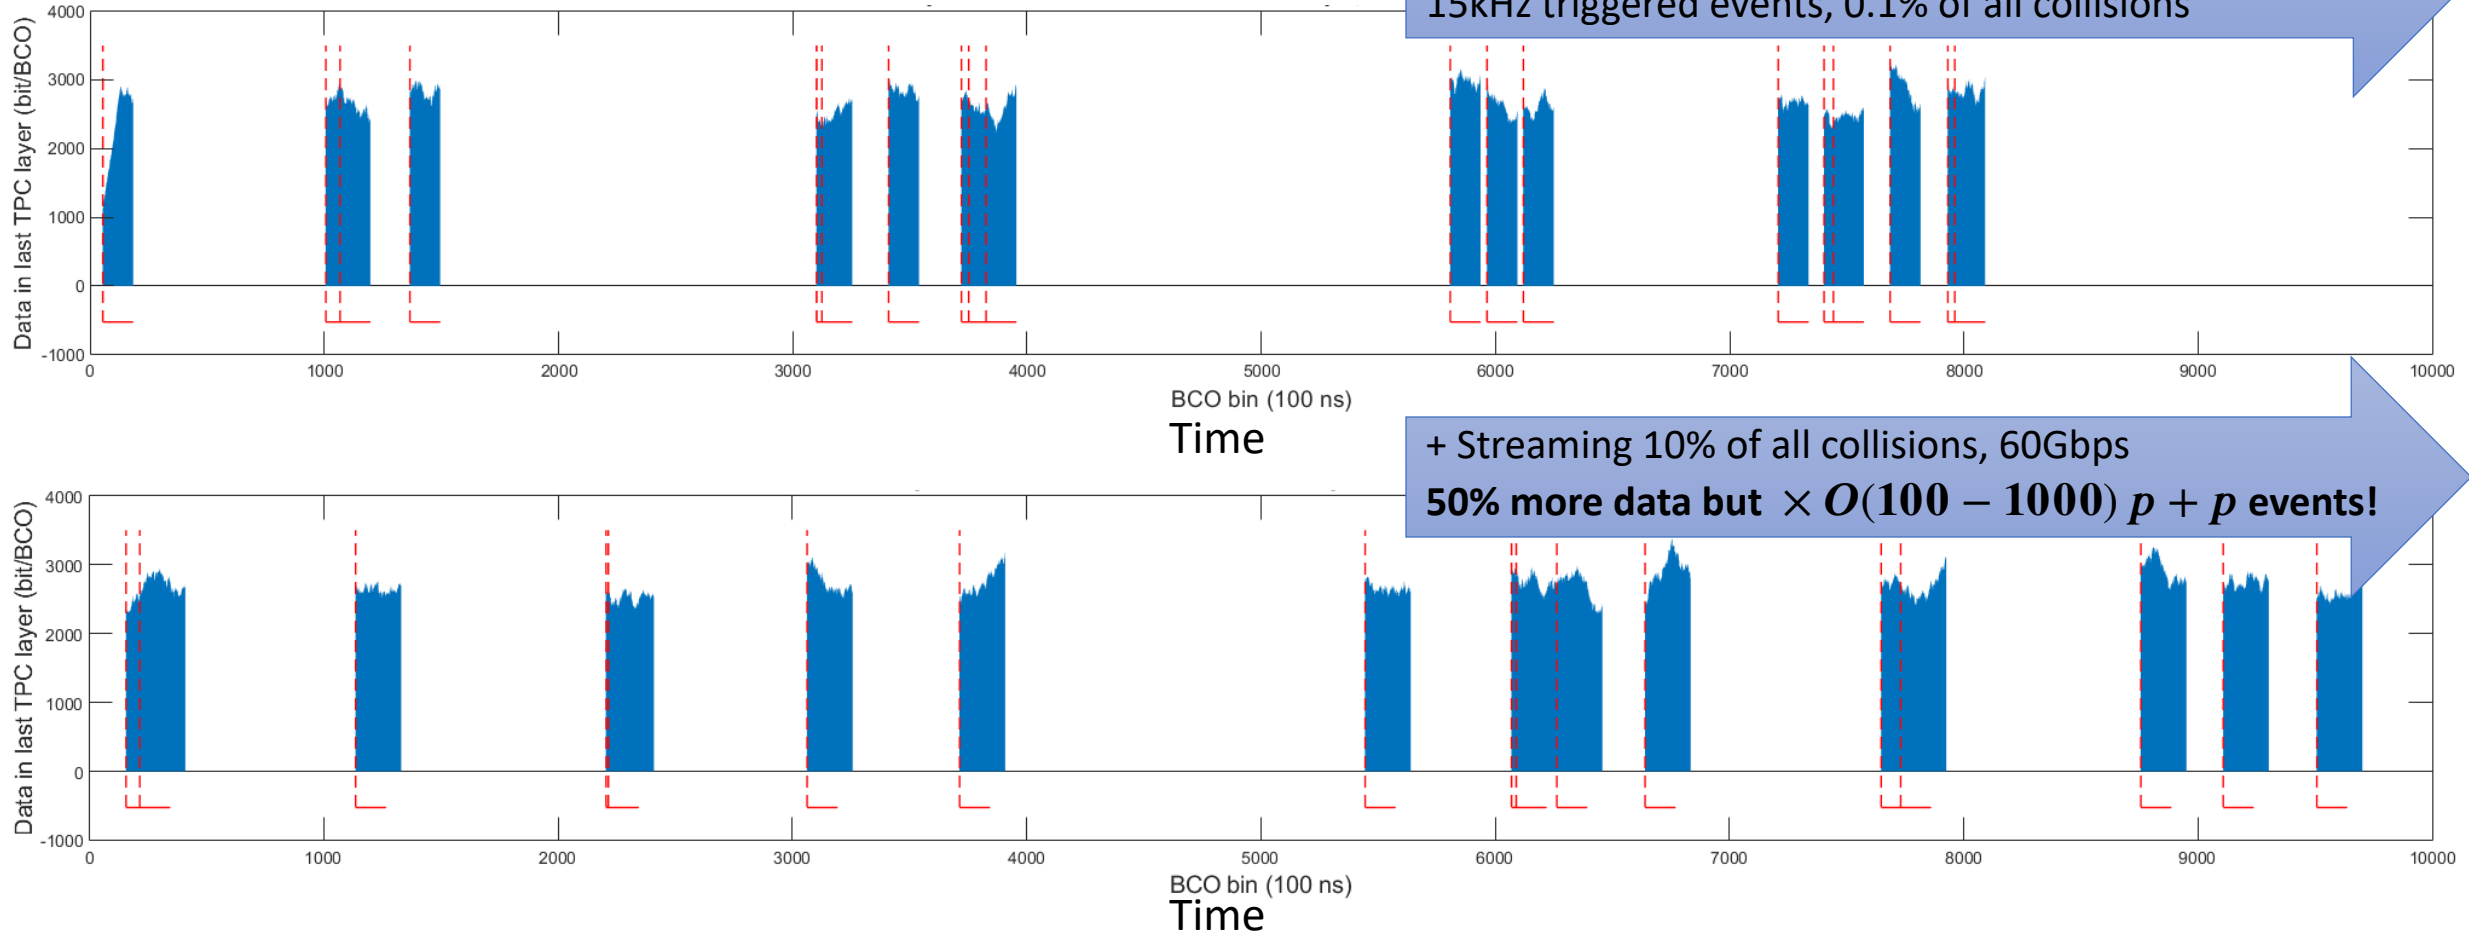 15kHz triggered events, 0.1% of all collisions
4000
3000
2000
1000
0
-1000
Data in last TPC layer (bit/BCO)
0 1000 2000 3000 4000 5000 6000 7000 8000 9000 10000
BCO bin (100 ns)
Time
+ Streaming 10% of all collisions, 60Gbps
50% more data but × O(100 − 1000) p + p events!
4000
3000
2000
1000
0
-1000
Data in last TPC layer (bit/BCO)
0 1000 2000 3000 4000 5000 6000 7000 8000 9000 10000
BCO bin (100 ns)
Time